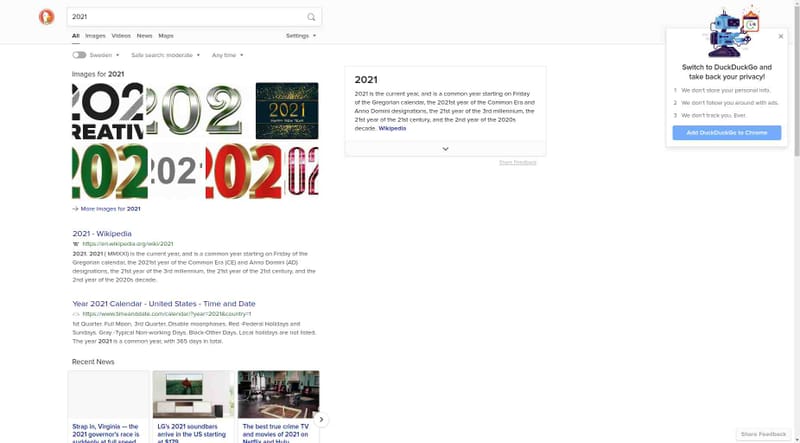 2021
All Images Videos News Maps Settings
Sweden Safe search: moderate Any time
Images for 2021
202
CREATIV
202
2021
HAPPY NEW YEAR
202
202
202
202
More Images for 2021
2021 - Wikipedia
https://en.wikipedia.org/wiki/2021
2021. 2021 ( MMXXI) is the current year, and is a common year starting on Friday of the
Gregorian calendar, the 2021st year of the Common Era (CE) and Anno Domini (AD)
designations, the 21st year of the 3rd millennium, the 21st year of the 21st century, and the
2nd year of the 2020s decade.
Year 2021 Calendar - United States - Time and Date
https://www.timeanddate.com/calendar/?year=2021&country=1
1st Quarter. Full Moon. 3rd Quarter. Disable moonphases. Red -Federal Holidays and
Sundays. Gray -Typical Non-working Days. Black-Other Days. Local holidays are not listed.
The year 2021 is a common year, with 365 days in total.
Recent News
Strap in, Virginia — the
2021 governor's race is
suddenly at full speed
LG's 2021 soundbars
arrive in the US starting
at $179
The best true crime TV
and movies of 2021 on
Netflix and Hulu
2021
2021 is the current year, and is a common year starting on Friday
of the Gregorian calendar, the 2021st year of the Common Era and
Anno Domini designations, the 21st year of the 3rd millennium, the
21st year of the 21st century, and the 2nd year of the 2020s
decade. Wikipedia
Share Feedback
Switch to DuckDuckGo and
take back your privacy!
1 We don't store your personal info.
2 We don't follow you around with ads.
3 We don't track you. Ever.
Add DuckDuckGo to Chrome
Share Feedback